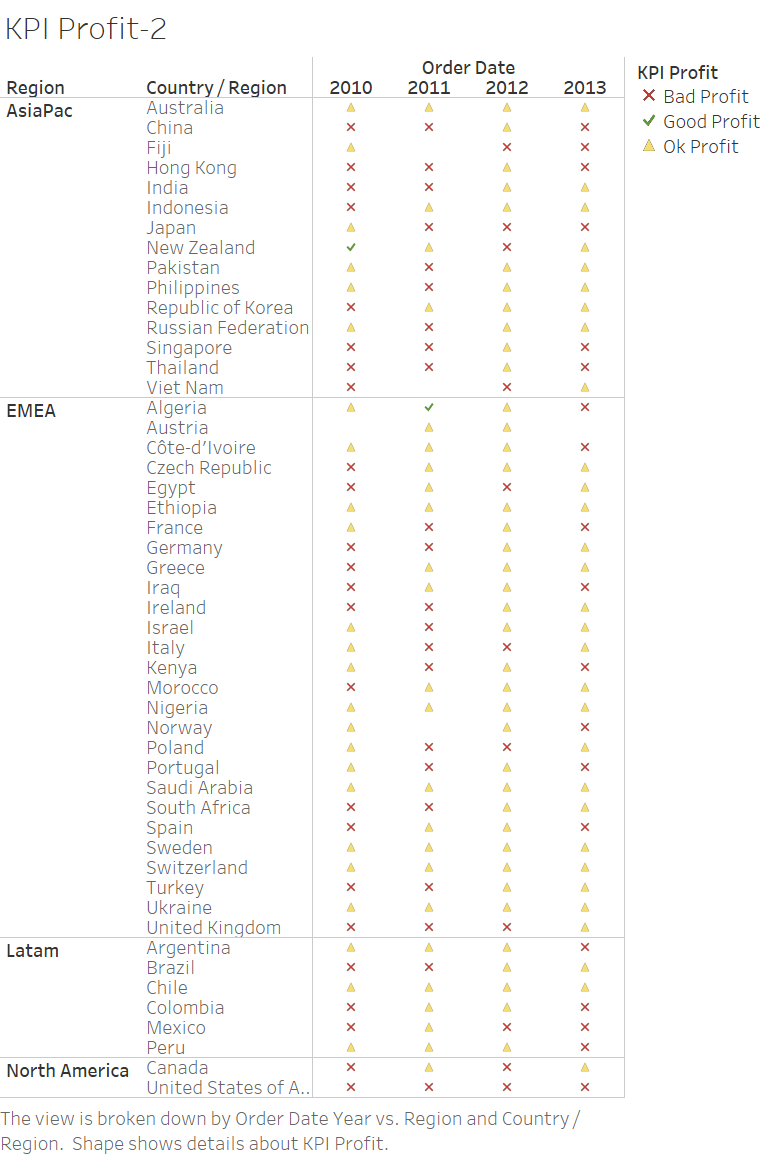 KPI Profit-2
Order Date
Region Country / Region 2010 2011 2012 2013
AsiaPac Australia
China
Fiji
Hong Kong
India
Indonesia
Japan
New Zealand
Pakistan
Philippines
Republic of Korea
Russian Federation
Singapore
Thailand
Viet Nam
EMEA Algeria
Austria
Côte-d'Ivoire
Czech Republic
Egypt
Ethiopia
France
Germany
Greece
Iraq
Ireland
Israel
Italy
Kenya
Morocco
Nigeria
Norway
Poland
Portugal
Saudi Arabia
South Africa
Spain
Sweden
Switzerland
Turkey
Ukraine
United Kingdom
Latam Argentina
Brazil
Chile
Colombia
Mexico
Peru
North America Canada
United States of A..
KPI Profit
Bad Profit
Good Profit
Ok Profit
The view is broken down by Order Date Year vs. Region and Country /
Region. Shape shows details about KPI Profit.